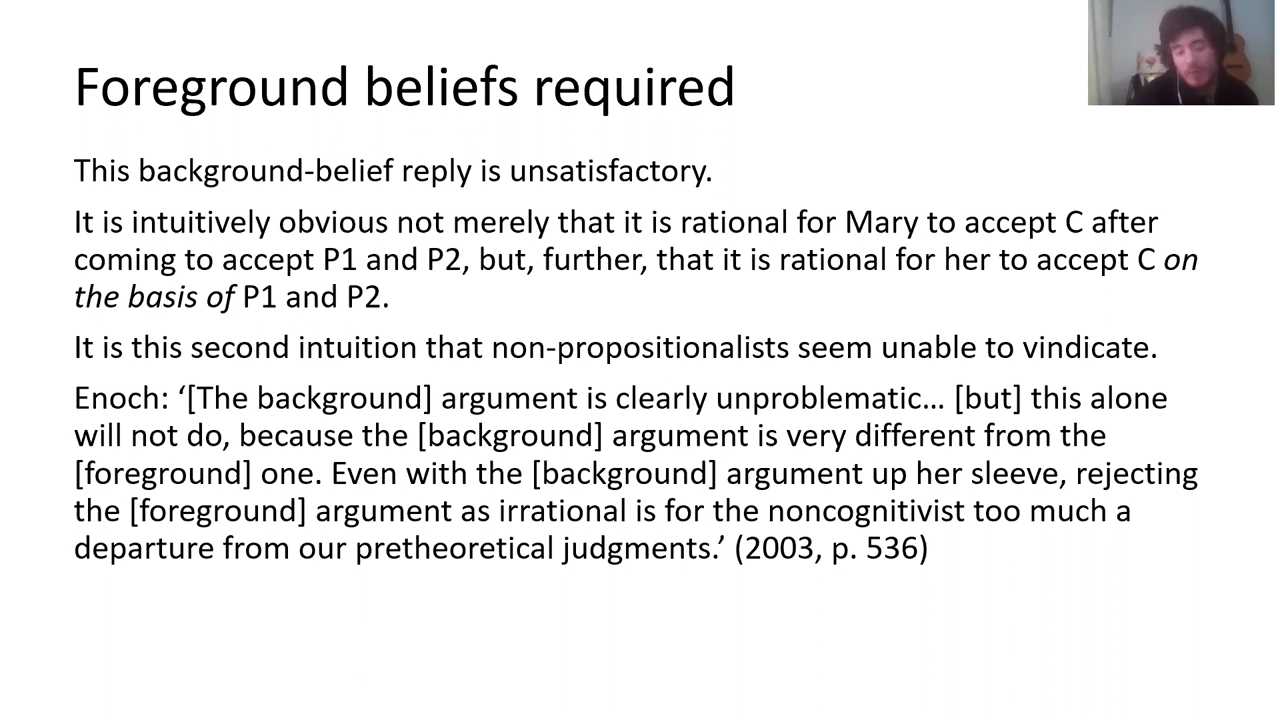 Foreground beliefs required
This background-belief reply is unsatisfactory.
It is intuitively obvious not merely that it is rational for Mary to accept C after
coming to accept P1 and P2, but, further, that it is rational for her to accept C on
the basis of P1 and P2.
It is this second intuition that non-propositionalists seem unable to vindicate.
Enoch: ‘[The background] argument is clearly unproblematic… [but] this alone
will not do, because the [background] argument is very different from the
[foreground] one. Even with the [background] argument up her sleeve, rejecting
the [foreground] argument as irrational is for the noncognitivist too much a
departure from our pretheoretical judgments.’ (2003, p. 536)